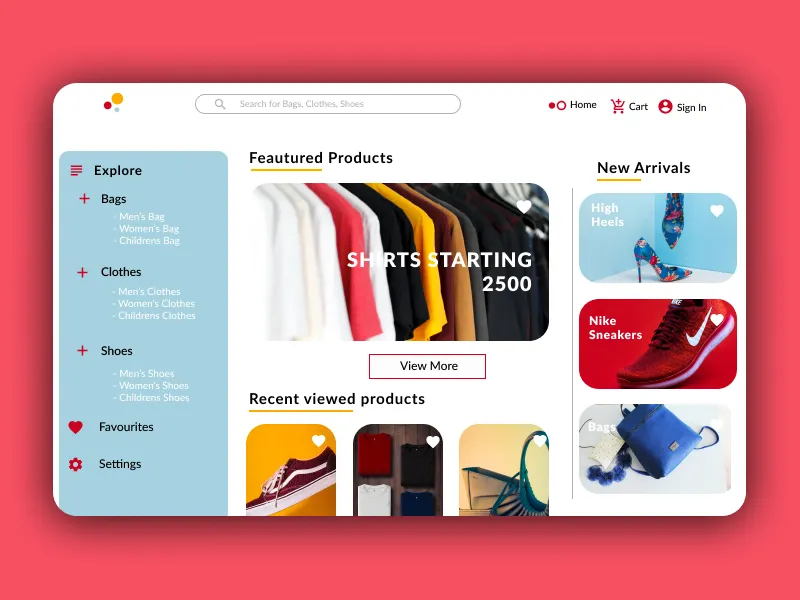 Search for Bags, Clothes, Shoes
Home
Cart
Sign In
Explore
Bags
- Men's Bag
- Women's Bag
- Childrens Bag
Clothes
- Men's Clothes
- Women's Clothes
- Childrens Clothes
Shoes
- Men's Shoes
- Women's Shoes
- Childrens Shoes
Favourites
Settings
Feautured Products
SHIRTS STARTING
2500
View More
Recent viewed products
New Arrivals
High
Heels
Nike
Sneakers
NIKE
Bags